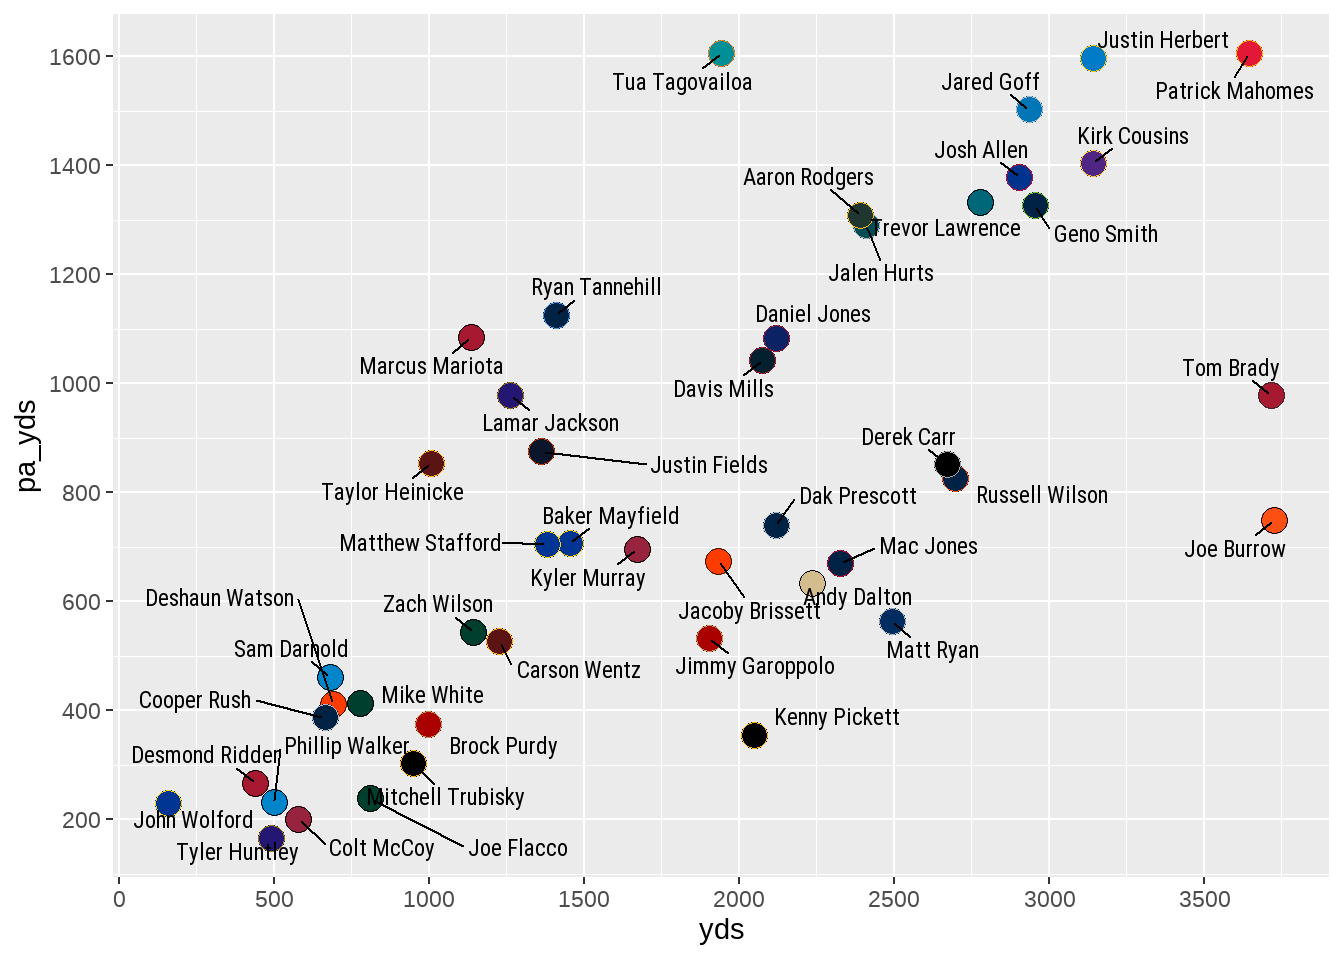 1600
1400
1200
1000
800
600
400
200
pa_yds
Justin Herbert
Tua Tagovailoa
Jared Goff
Patrick Mahomes
Kirk Cousins
Josh Allen
Aaron Rodgers
Trevor Lawrence
Geno Smith
Jalen Hurts
Ryan Tannehill
Daniel Jones
Marcus Mariota
Tom Brady
Davis Mills
Lamar Jackson
Derek Carr
Justin Fields
Taylor Heinicke
Dak Prescott
Russell Wilson
Baker Mayfield
Matthew Stafford
Mac Jones
Joe Burrow
Kyler Murray
Deshaun Watson
Zach Wilson
Andy Dalton
Jacoby Brissett
Sam Darnold
Matt Ryan
Carson Wentz
Jimmy Garoppolo
Cooper Rush
Mike White
Kenny Pickett
Phillip Walker
Brock Purdy
Desmond Ridder
Mitchell Trubisky
John Wolford
Tyler Huntley
Colt McCoy
Joe Flacco
0
500
1000
1500
2000
2500
3000
3500
yds